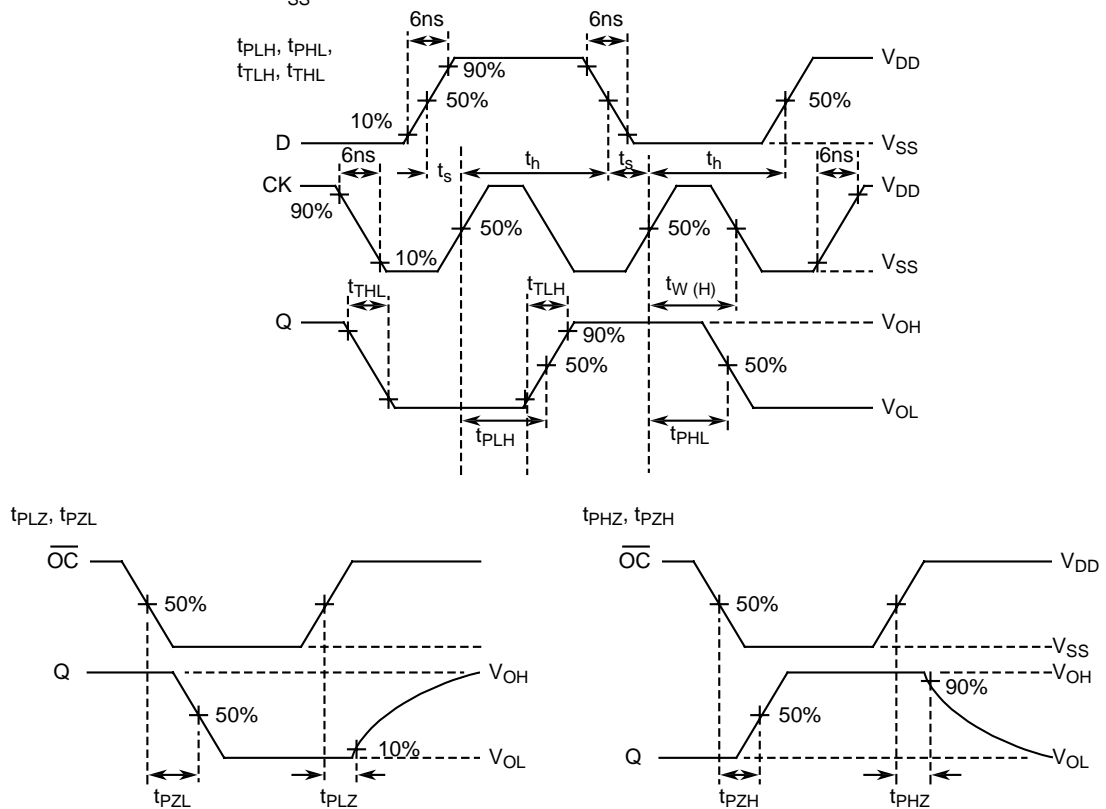 SS
6ns 6ns
tPLH, tPHL,
tTLH, tTHL
VDD
90%
50% 50%
10%
D VSS
6ns ts th ts th 6ns
CK VDD
90%
50% 50%
10% VSS
tTHL tTLH tW (H)
Q VOH
90%
50% 50%
VOL
tPLH tPHL
tPLZ, tPZL
OC
50%
Q VOH
50%
10%
VOL
tPZL tPLZ
tPHZ, tPZH
OC VDD
50%
VSS
VOH
90%
50%
Q VOL
tPZH tPHZ